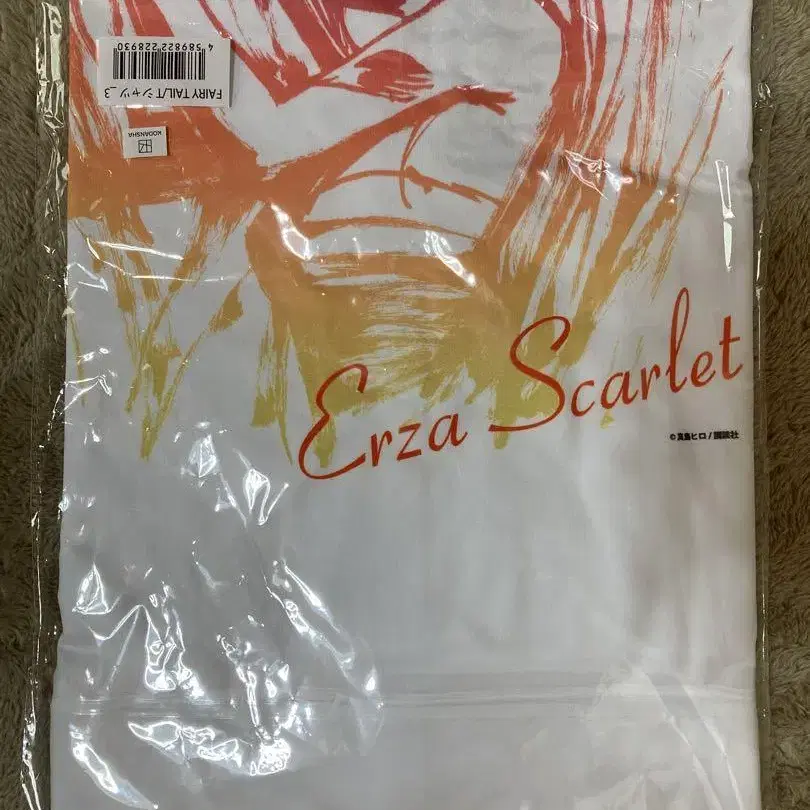 FAIRY TAIL/Tシャツ_3
4 589822 228930
KODANSHA
Erza Scarlet
©真島ヒロ/講談社